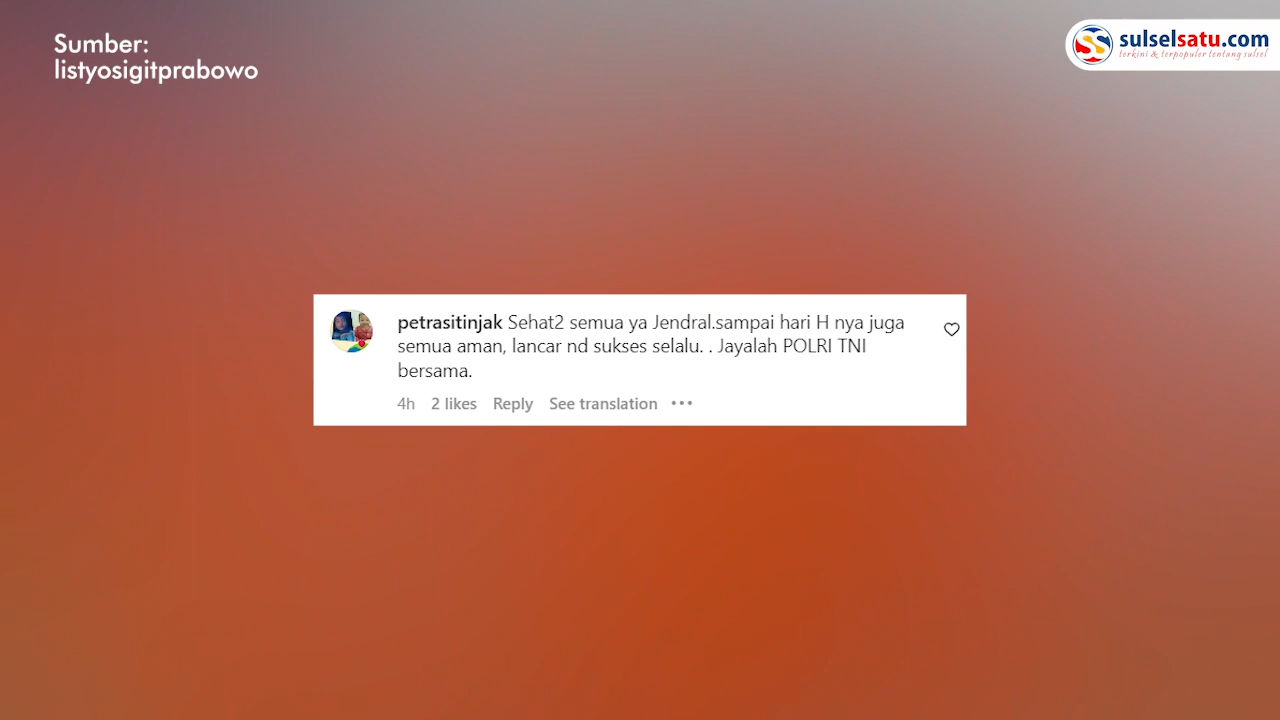 Sumber:
listyosigitprabowo
sulselsatu.com
terkini & terpopuler tentang sulsel
petrasitinjak Sehat2 semua ya Jendral.sampai hari H nya juga
semua aman, lancar nd sukses selalu. . Jayalah POLRI TNI
bersama.
4h 2 likes Reply See translation •••